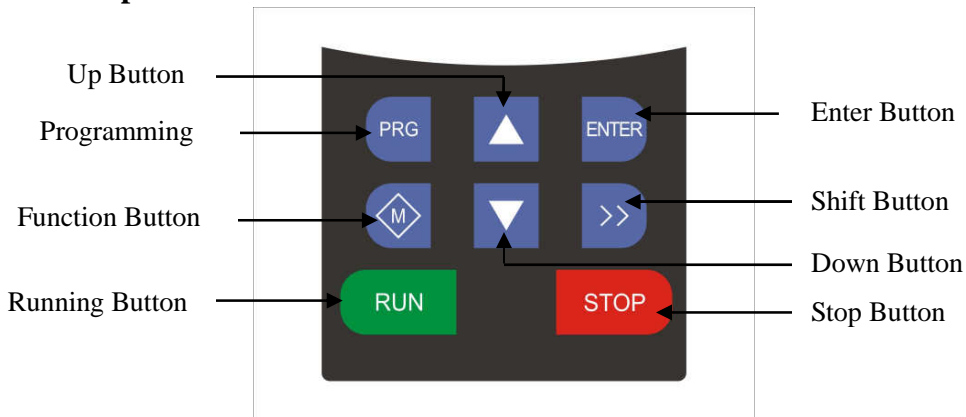 Up Button
Programming
Function Button
Running Button
PRG
ENTER
M
>>
RUN
STOP
Enter Button
Shift Button
Down Button
Stop Button